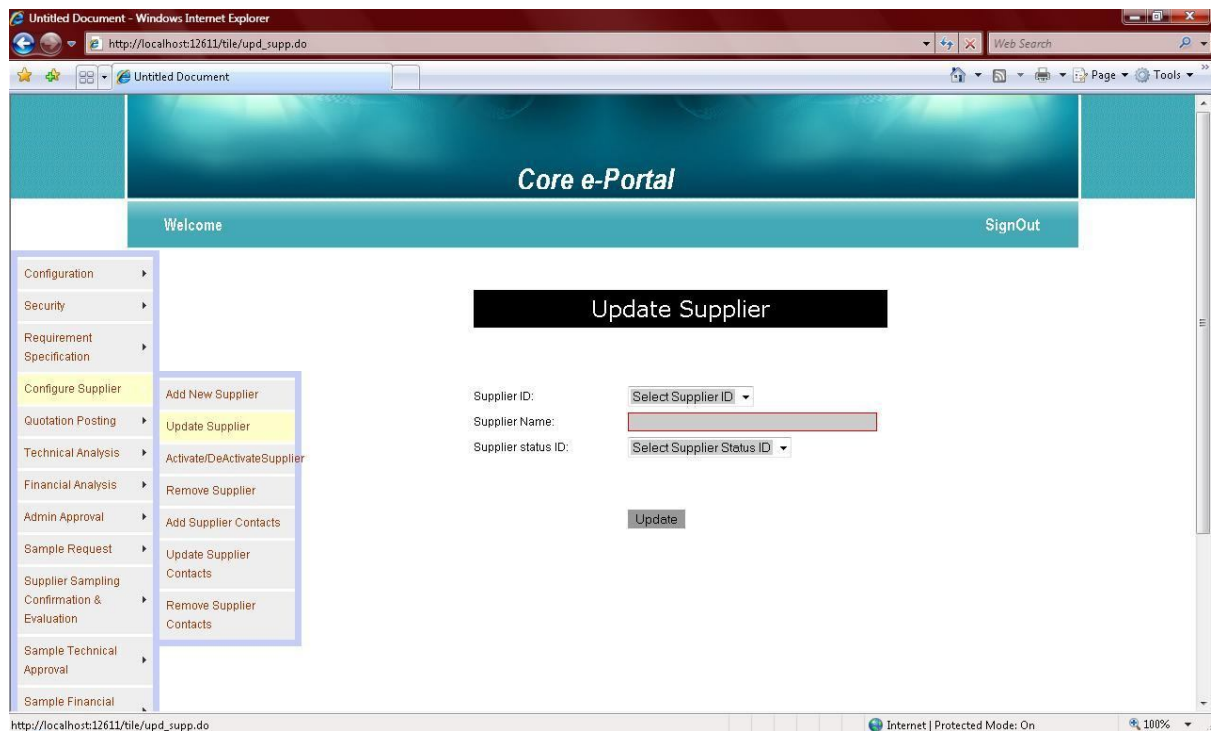 Untitled Document - Windows Internet Explorer
http://localhost:12611/tile/upd_supp.do
Web Search
Untitled Document
Page
Tools
Core e-Portal
Welcome
SignOut
Configuration
Security
Requirement
Specification
Configure Supplier
Quotation Posting
Technical Analysis
Financial Analysis
Admin Approval
Sample Request
Supplier Sampling
Confirmation &
Evaluation
Sample Technical
Approval
Sample Financial
Add New Supplier
Update Supplier
Activate/DeActivateSupplier
Remove Supplier
Add Supplier Contacts
Update Supplier
Contacts
Remove Supplier
Contacts
Update Supplier
Supplier ID:
Select Supplier ID
Supplier Name:
Supplier status ID:
Select Supplier Status ID
Update
http://localhost:12611/tile/upd_supp.do
Internet | Protected Mode: On
100%